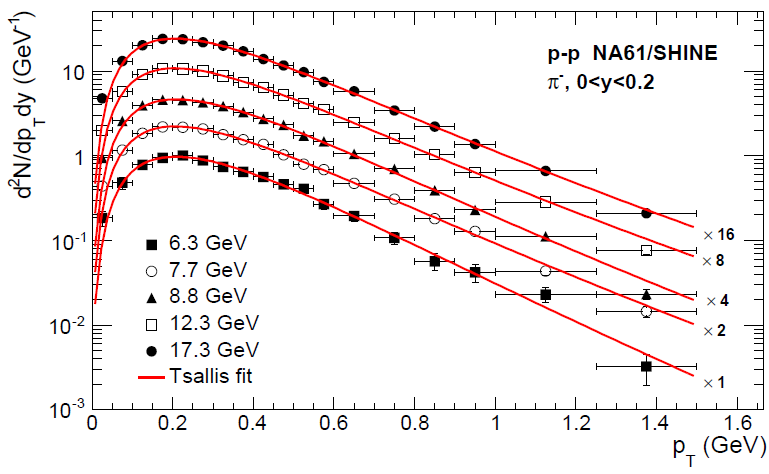 d²N/dp_T dy (GeV⁻¹)
10
1
10⁻¹
10⁻²
10⁻³
p-p NA61/SHINE
π⁻, 0<y<0.2
6.3 GeV
7.7 GeV
8.8 GeV
12.3 GeV
17.3 GeV
Tsallis fit
× 16
× 8
× 4
× 2
× 1
0 0.2 0.4 0.6 0.8 1 1.2 1.4 1.6
p_T (GeV)